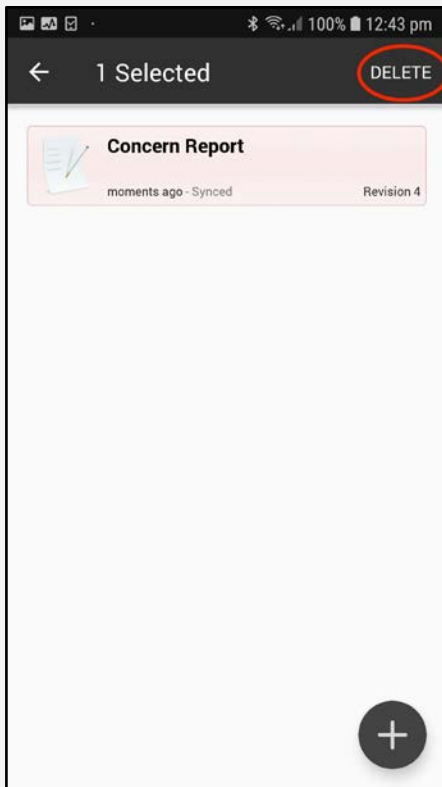 100% 12:43 pm
1 Selected DELETE
Concern Report
moments ago - Synced Revision 4